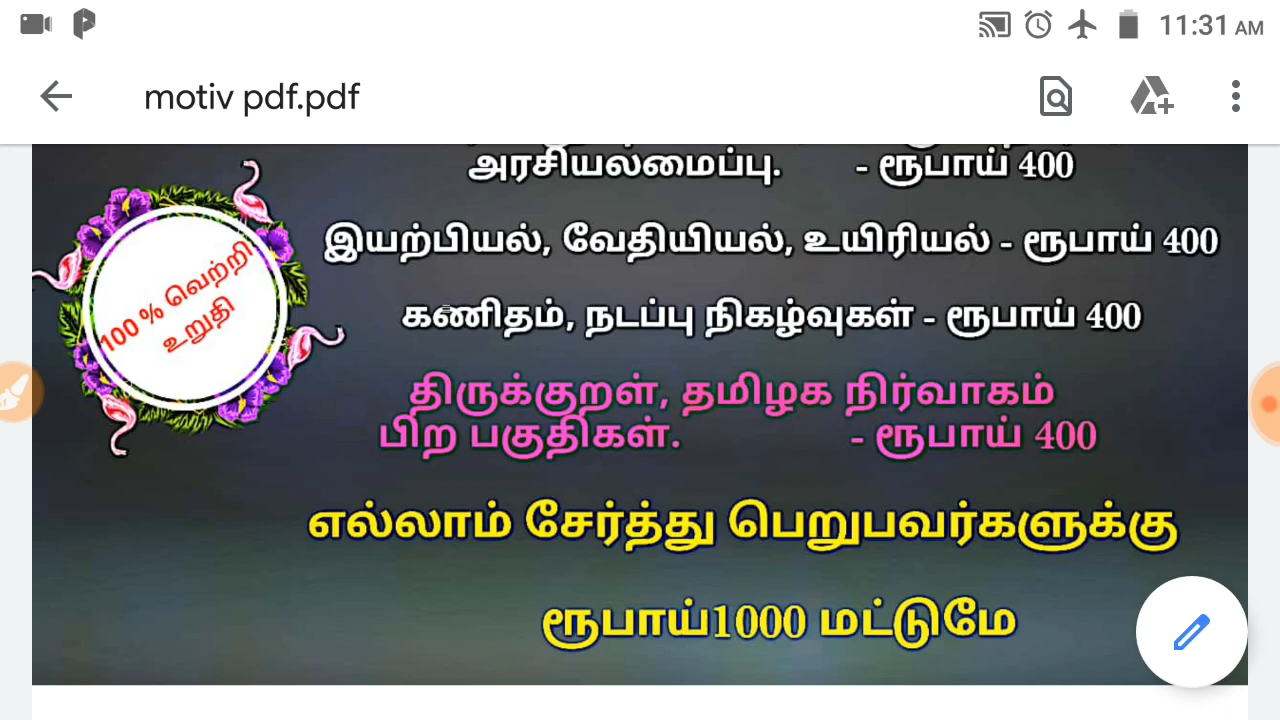 11:31 AM
motiv pdf.pdf
அரசியலமைப்பு. - ரூபாய் 400
இயற்பியல், வேதியியல், உயிரியல் - ரூபாய் 400
கணிதம், நடப்பு நிகழ்வுகள் - ரூபாய் 400
100 % வெற்றி
உறுதி
திருக்குறள், தமிழக நிர்வாகம்
பிற பகுதிகள். - ரூபாய் 400
எல்லாம் சேர்த்து பெறுபவர்களுக்கு
ரூபாய்1000 மட்டுமே